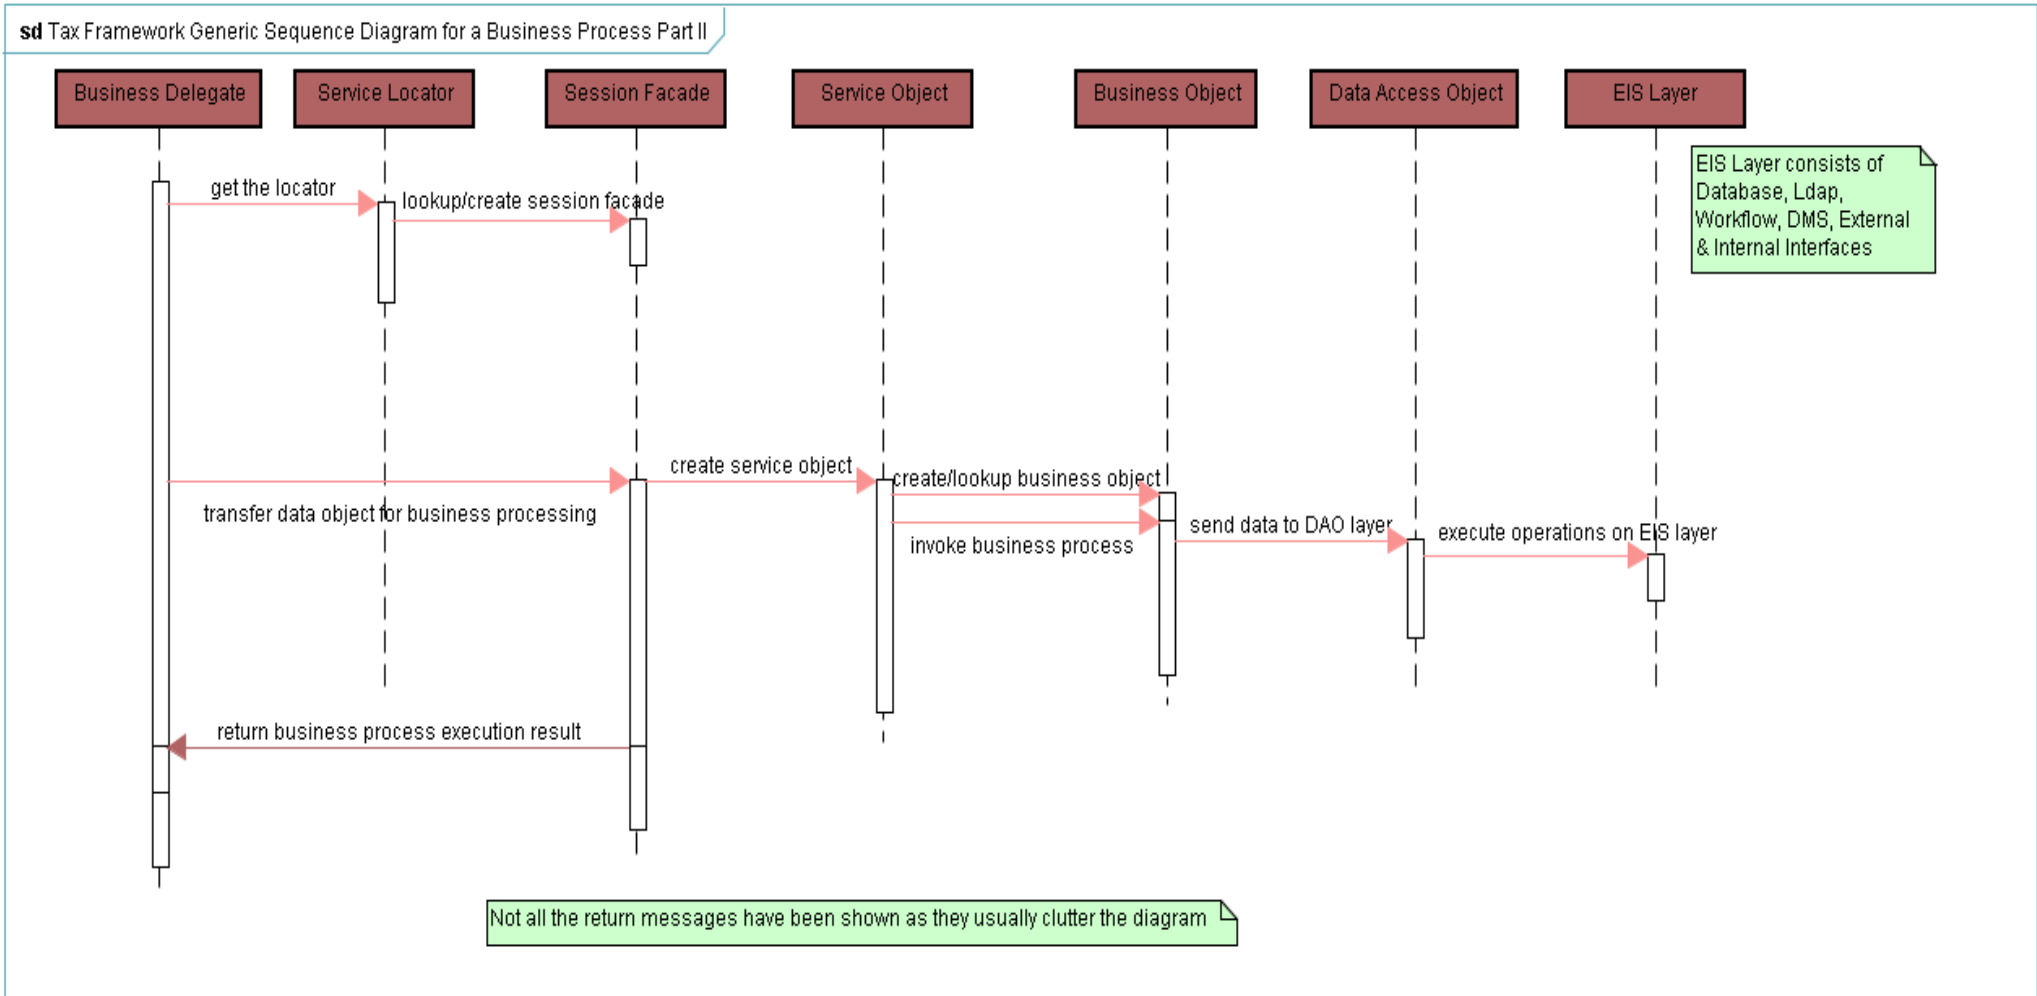 sd Tax Framework Generic Sequence Diagram for a Business Process Part II
Business Delegate
Service Locator
Session Facade
Service Object
Business Object
Data Access Object
EIS Layer
EIS Layer consists of
Database, Ldap,
Workflow, DMS, External
& Internal Interfaces
get the locator
lookup/create session facade
create service object
create/lookup business object
transfer data object for business processing
invoke business process
send data to DAO layer
execute operations on EIS layer
return business process execution result
Not all the return messages have been shown as they usually clutter the diagram